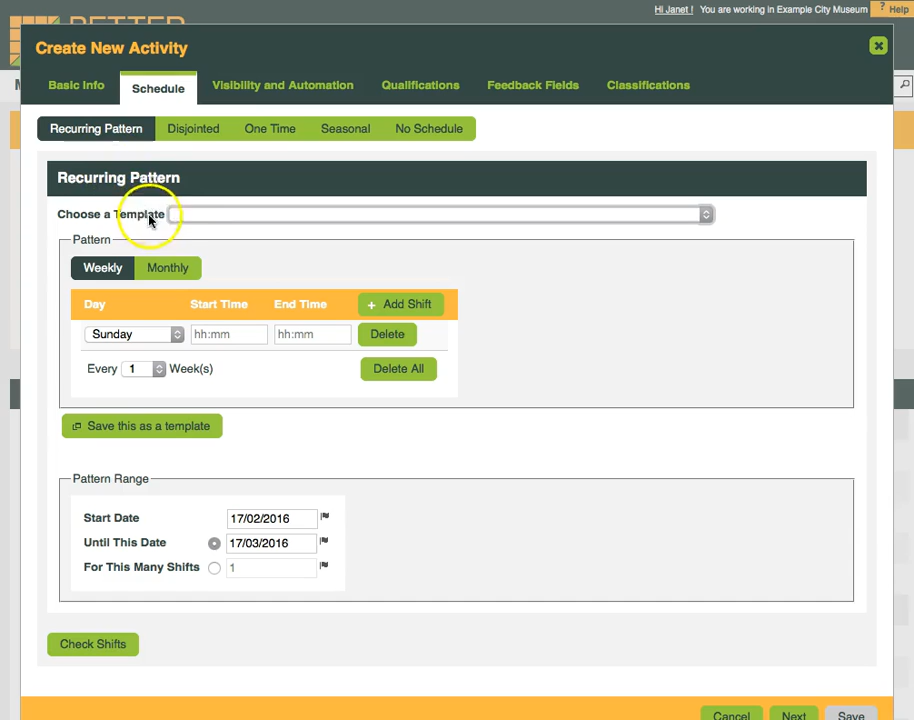 Hi Janet ! You are working in Example City Museum ? Help
BETTER
Create New Activity
Basic Info Schedule Visibility and Automation Qualifications Feedback Fields Classifications
Recurring Pattern Disjointed One Time Seasonal No Schedule
Recurring Pattern
Choose a Template
Pattern
Weekly Monthly
Day Start Time End Time + Add Shift
Sunday hh:mm hh:mm Delete
Every 1 Week(s) Delete All
Save this as a template
Pattern Range
Start Date 17/02/2016
Until This Date 17/03/2016
For This Many Shifts 1
Check Shifts
Cancel Next Save